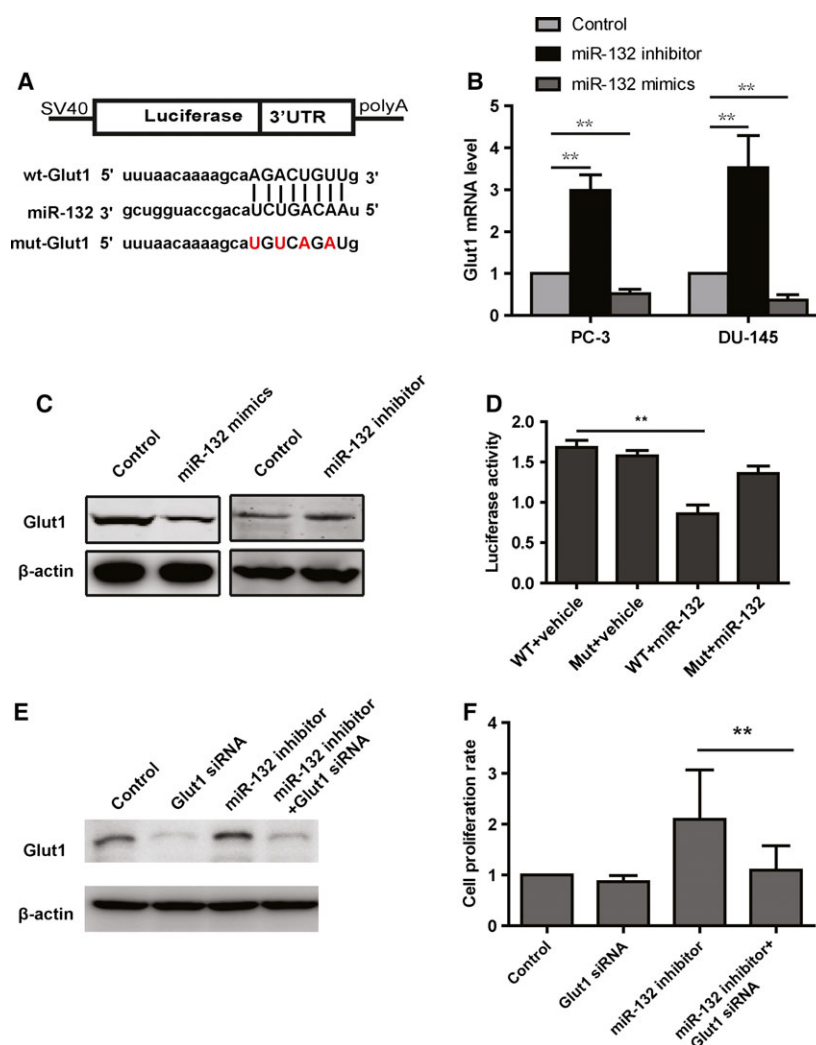 Control
miR-132 inhibitor
miR-132 mimics
A
SV40
Luciferase
3'UTR
polyA
wt-Glut1 5' uuuaacaaaagcaAGACUGUUg 3'
miR-132 3' gcugguaccgacaUCUGACAAu 5'
mut-Glut1 5' uuuaacaaaagcaUGUCAGAUg
B
Glut1 mRNA level
5
4
3
2
1
0
**
**
**
**
PC-3
DU-145
C
Control
miR-132 mimics
Control
miR-132 inhibitor
Glut1
β-actin
D
Luciferase activity
2.0
1.5
1.0
0.5
0.0
**
WT+vehicle
Mut+vehicle
WT+miR-132
Mut+miR-132
E
Control
Glut1 siRNA
miR-132 inhibitor
miR-132 inhibitor
+Glut1 siRNA
Glut1
β-actin
F
Cell proliferation rate
4
3
2
1
0
**
Control
Glut1 siRNA
miR-132 inhibitor
miR-132 inhibitor+
Glut1 siRNA